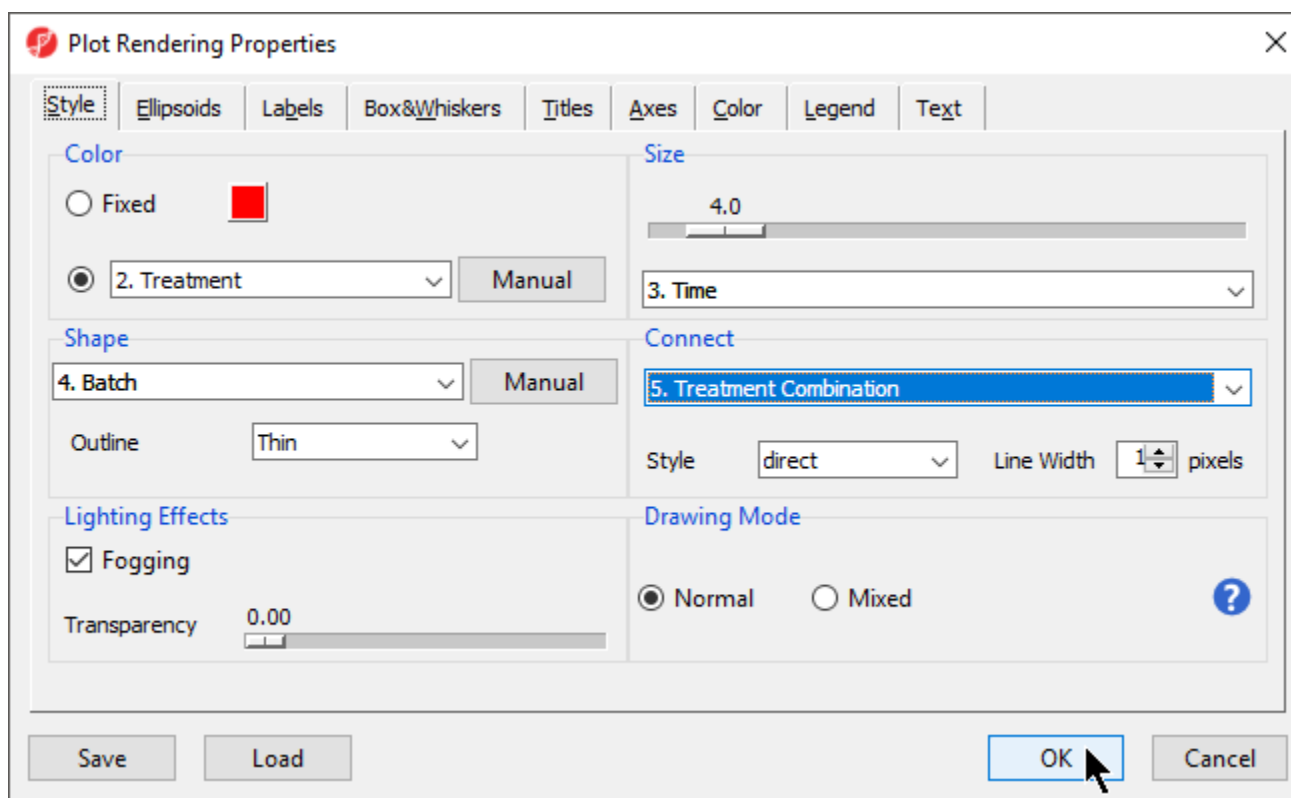 Plot Rendering Properties
Style Ellipsoids Labels Box&Whiskers Titles Axes Color Legend Text
Color
Fixed
2. Treatment Manual
Size
4.0
3. Time
Shape
4. Batch Manual
Outline Thin
Connect
5. Treatment Combination
Style direct Line Width 1 pixels
Lighting Effects
Fogging
Transparency 0.00
Drawing Mode
Normal Mixed ?
Save Load OK Cancel